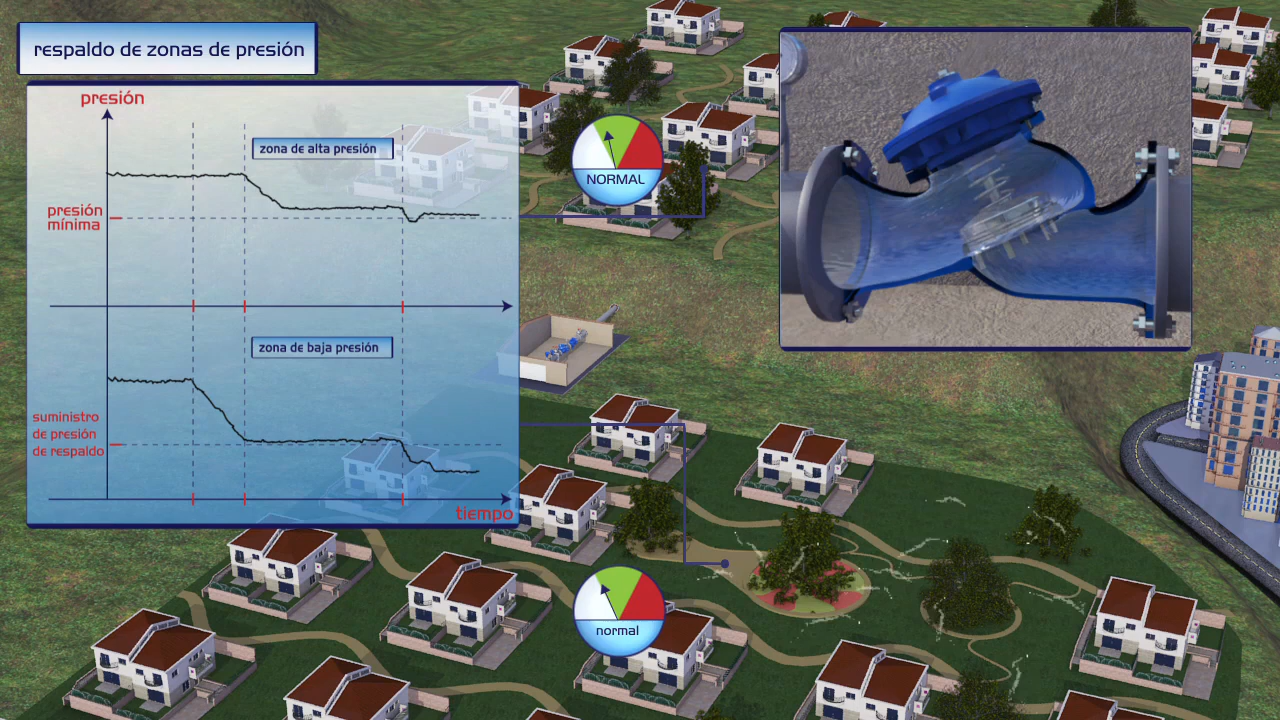 respaldo de zonas de presión
presión
zona de alta presión
presión
mínima
zona de baja presión
suministro
de presión
de respaldo
tiempo
NORMAL
normal